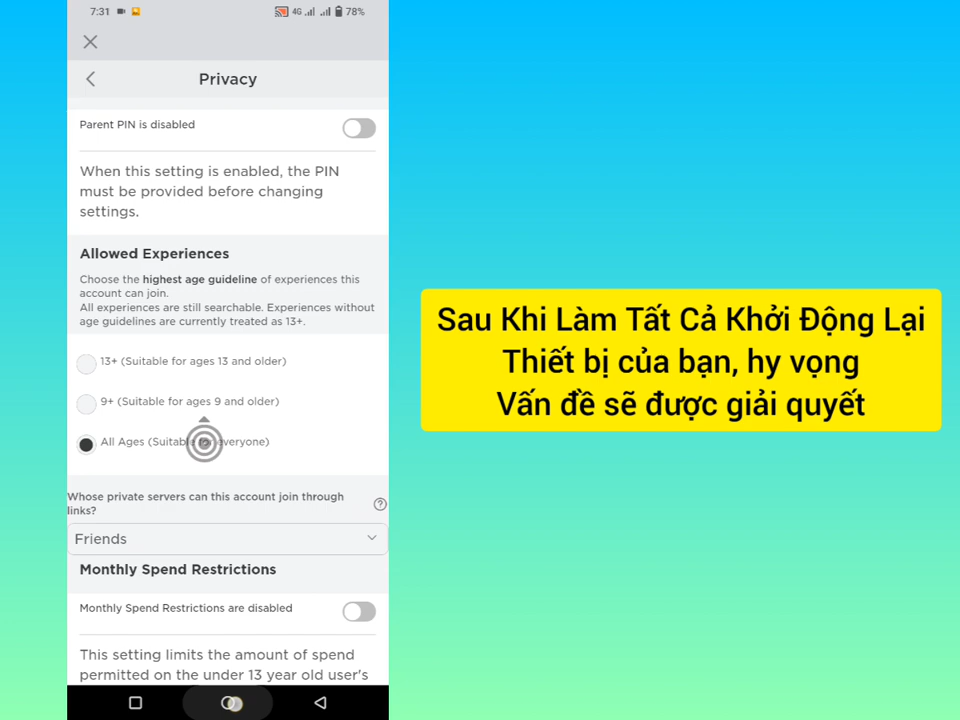 7:31
4G
78%
Privacy
Parent PIN is disabled
When this setting is enabled, the PIN
must be provided before changing
settings.
Allowed Experiences
Choose the highest age guideline of experiences this
account can join.
All experiences are still searchable. Experiences without
age guidelines are currently treated as 13+.
13+ (Suitable for ages 13 and older)
9+ (Suitable for ages 9 and older)
All Ages (Suitable for everyone)
Whose private servers can this account join through
links?
Friends
Monthly Spend Restrictions
Monthly Spend Restrictions are disabled
This setting limits the amount of spend
permitted on the under 13 year old user's
Sau Khi Làm Tất Cả Khởi Động Lại
Thiết bị của bạn, hy vọng
Vấn đề sẽ được giải quyết